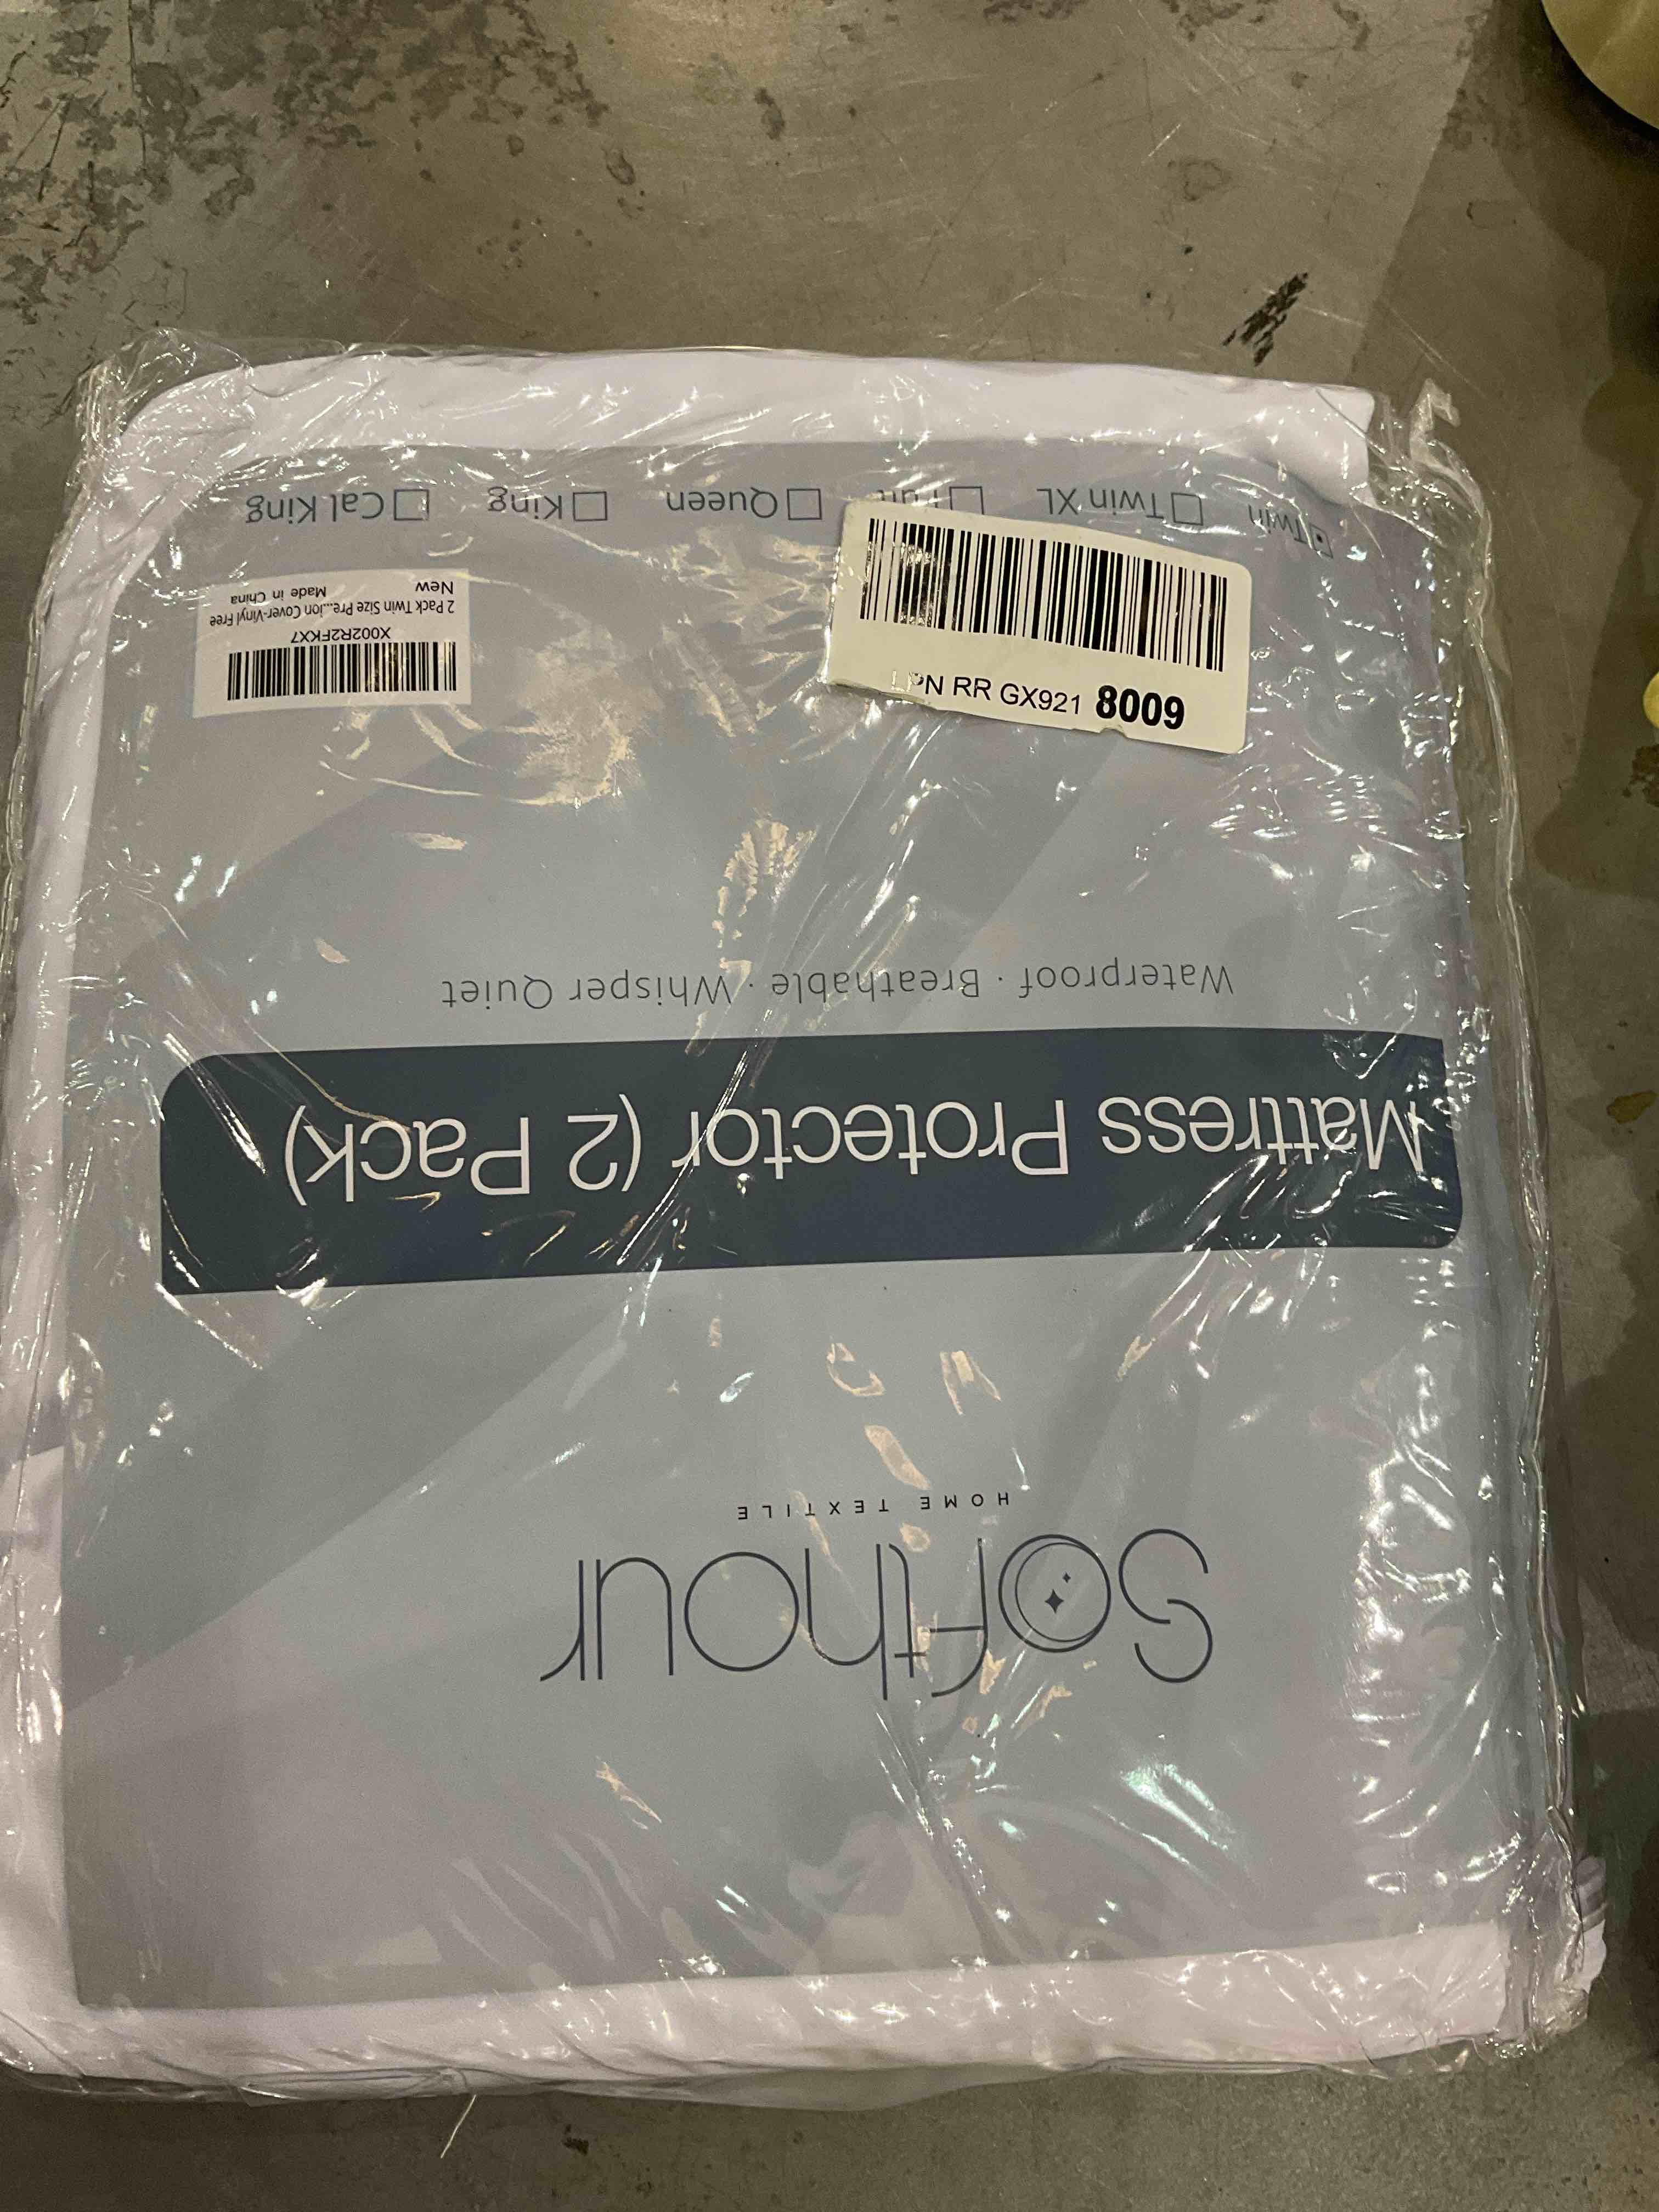 Softhour
HOME TEXTILE
Mattress Protector (2 Pack)
Waterproof · Breathable · Whisper Quiet
LPN RR GX921 8009
X002R2FKX7
2 Pack Twin Size Pre...ion Cover-Vinyl Free
New Made in China
Twin Twin XL Full Queen King Cal King